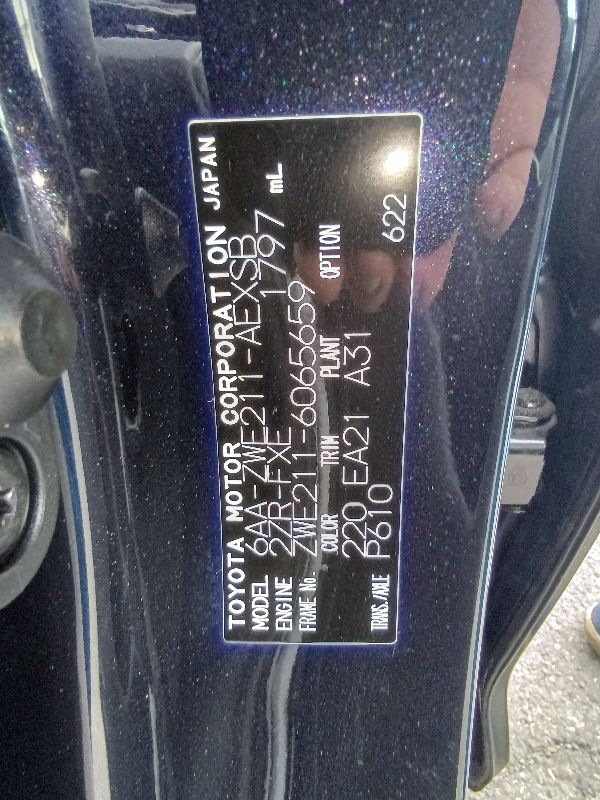 TOYOTA MOTOR CORPORATION JAPAN
MODEL 6AA-ZWE211-AEXSB
ENGINE 2ZR-FXE 1797 mL
FRAME No. ZWE211-6065659
COLOR TRIM PLANT OPTION
220 EA21 A31
TRANS./AXLE P610 622